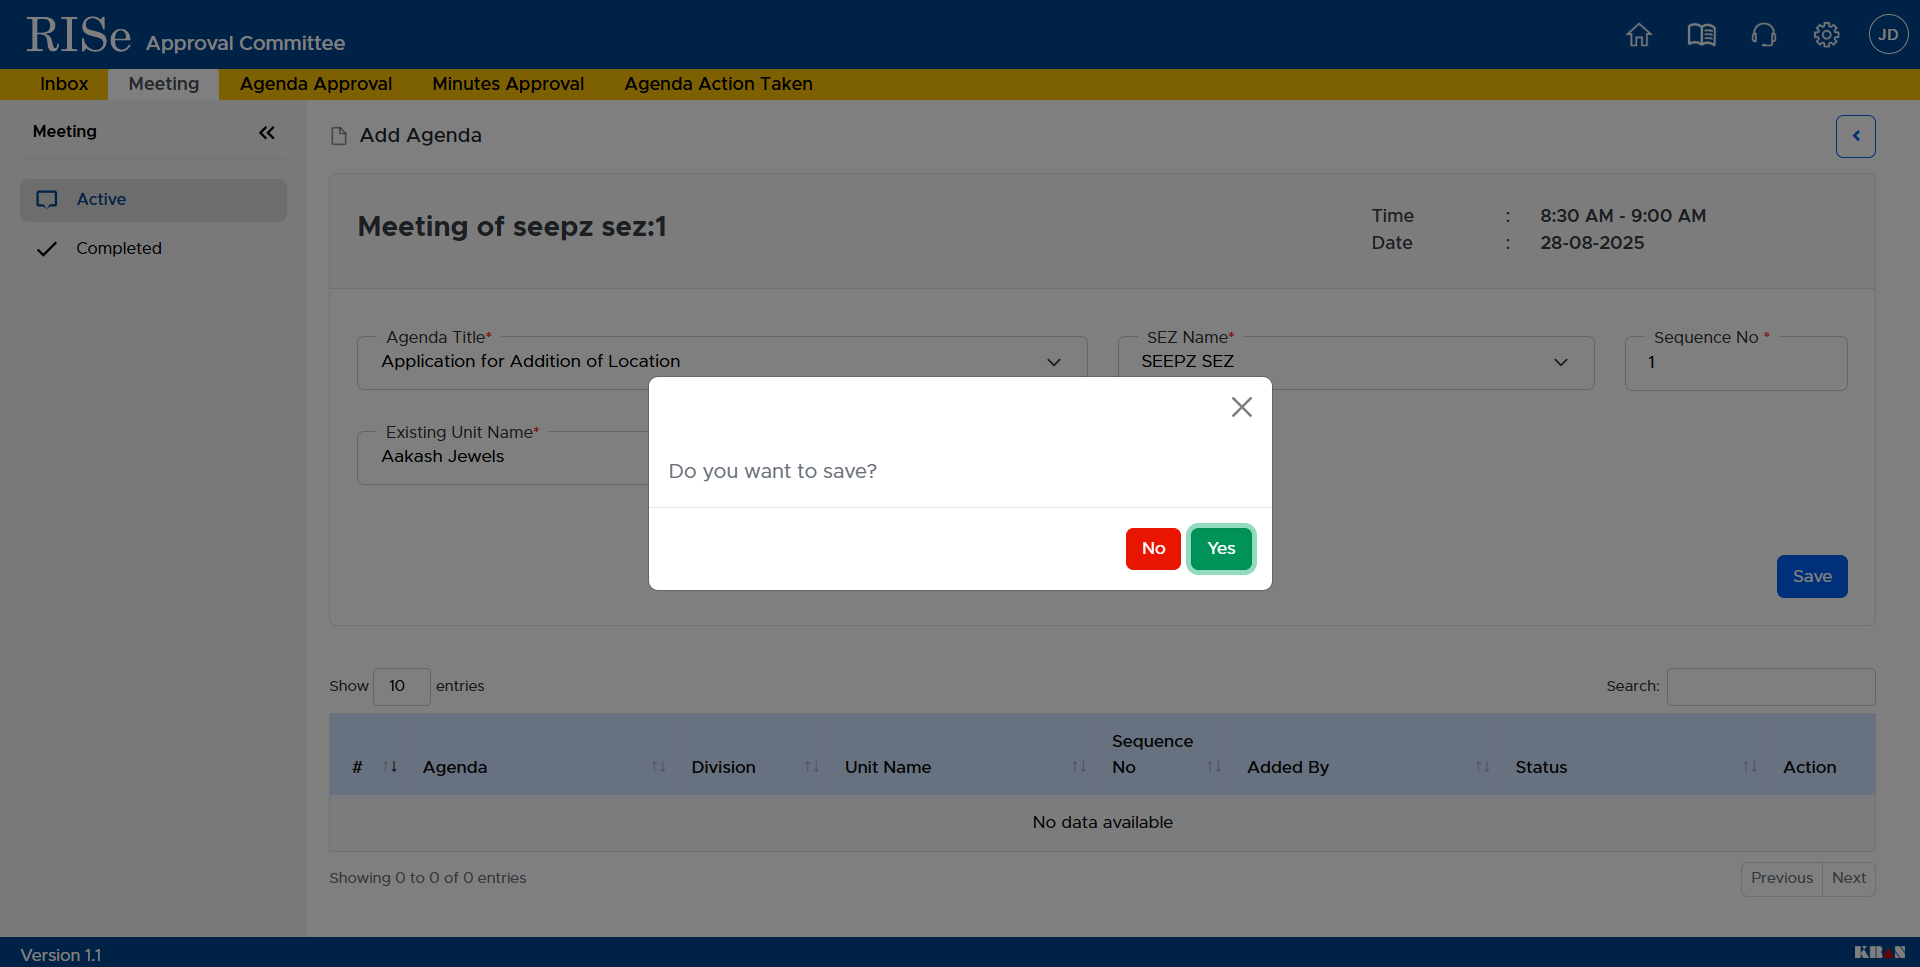 RISe Approval Committee
JD
Inbox Meeting Agenda Approval Minutes Approval Agenda Action Taken
Meeting
Active
Completed
Add Agenda
Meeting of seepz sez:1
Time : 8:30 AM - 9:00 AM
Date : 28-08-2025
Agenda Title* SEZ Name* Sequence No *
Application for Addition of Location SEEPZ SEZ 1
Existing Unit Name*
Aakash Jewels
Do you want to save?
No Yes
Save
Show 10 entries Search:
# Agenda Division Unit Name Sequence No Added By Status Action
No data available
Showing 0 to 0 of 0 entries Previous Next
Version 1.1 KRAN